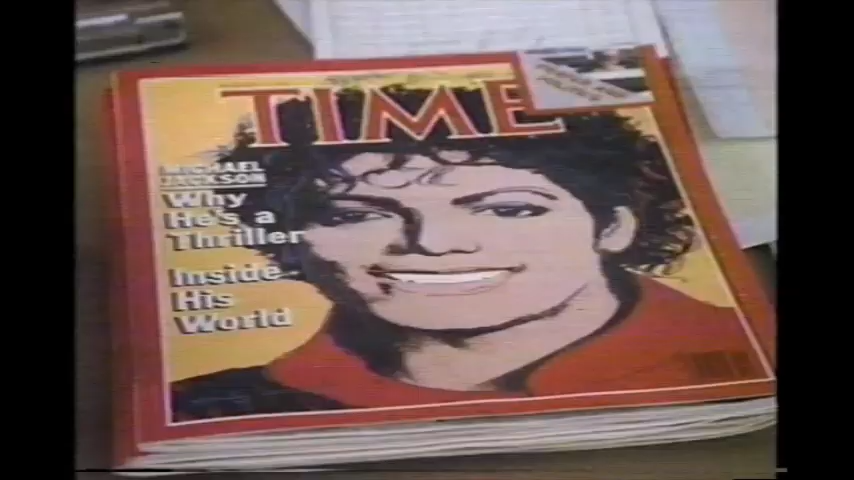 TIME
MICHAEL
JACKSON
Why
He's a
Thriller
Inside
His
World